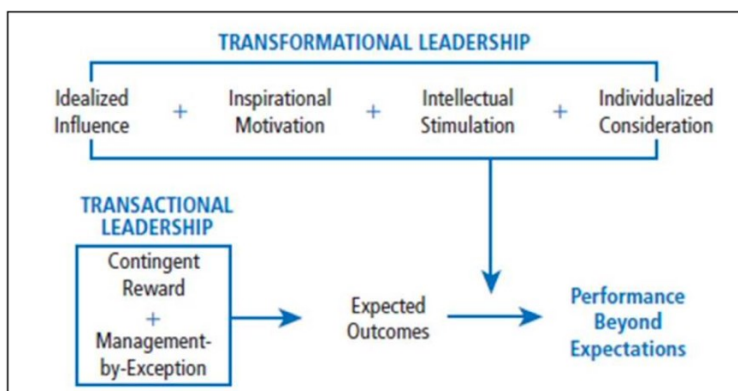 TRANSFORMATIONAL LEADERSHIP
Idealized
Influence
+
Inspirational
Motivation
+
Intellectual
Stimulation
+
Individualized
Consideration
TRANSACTIONAL
LEADERSHIP
Contingent
Reward
+
Management-
by-Exception
Expected
Outcomes
Performance
Beyond
Expectations